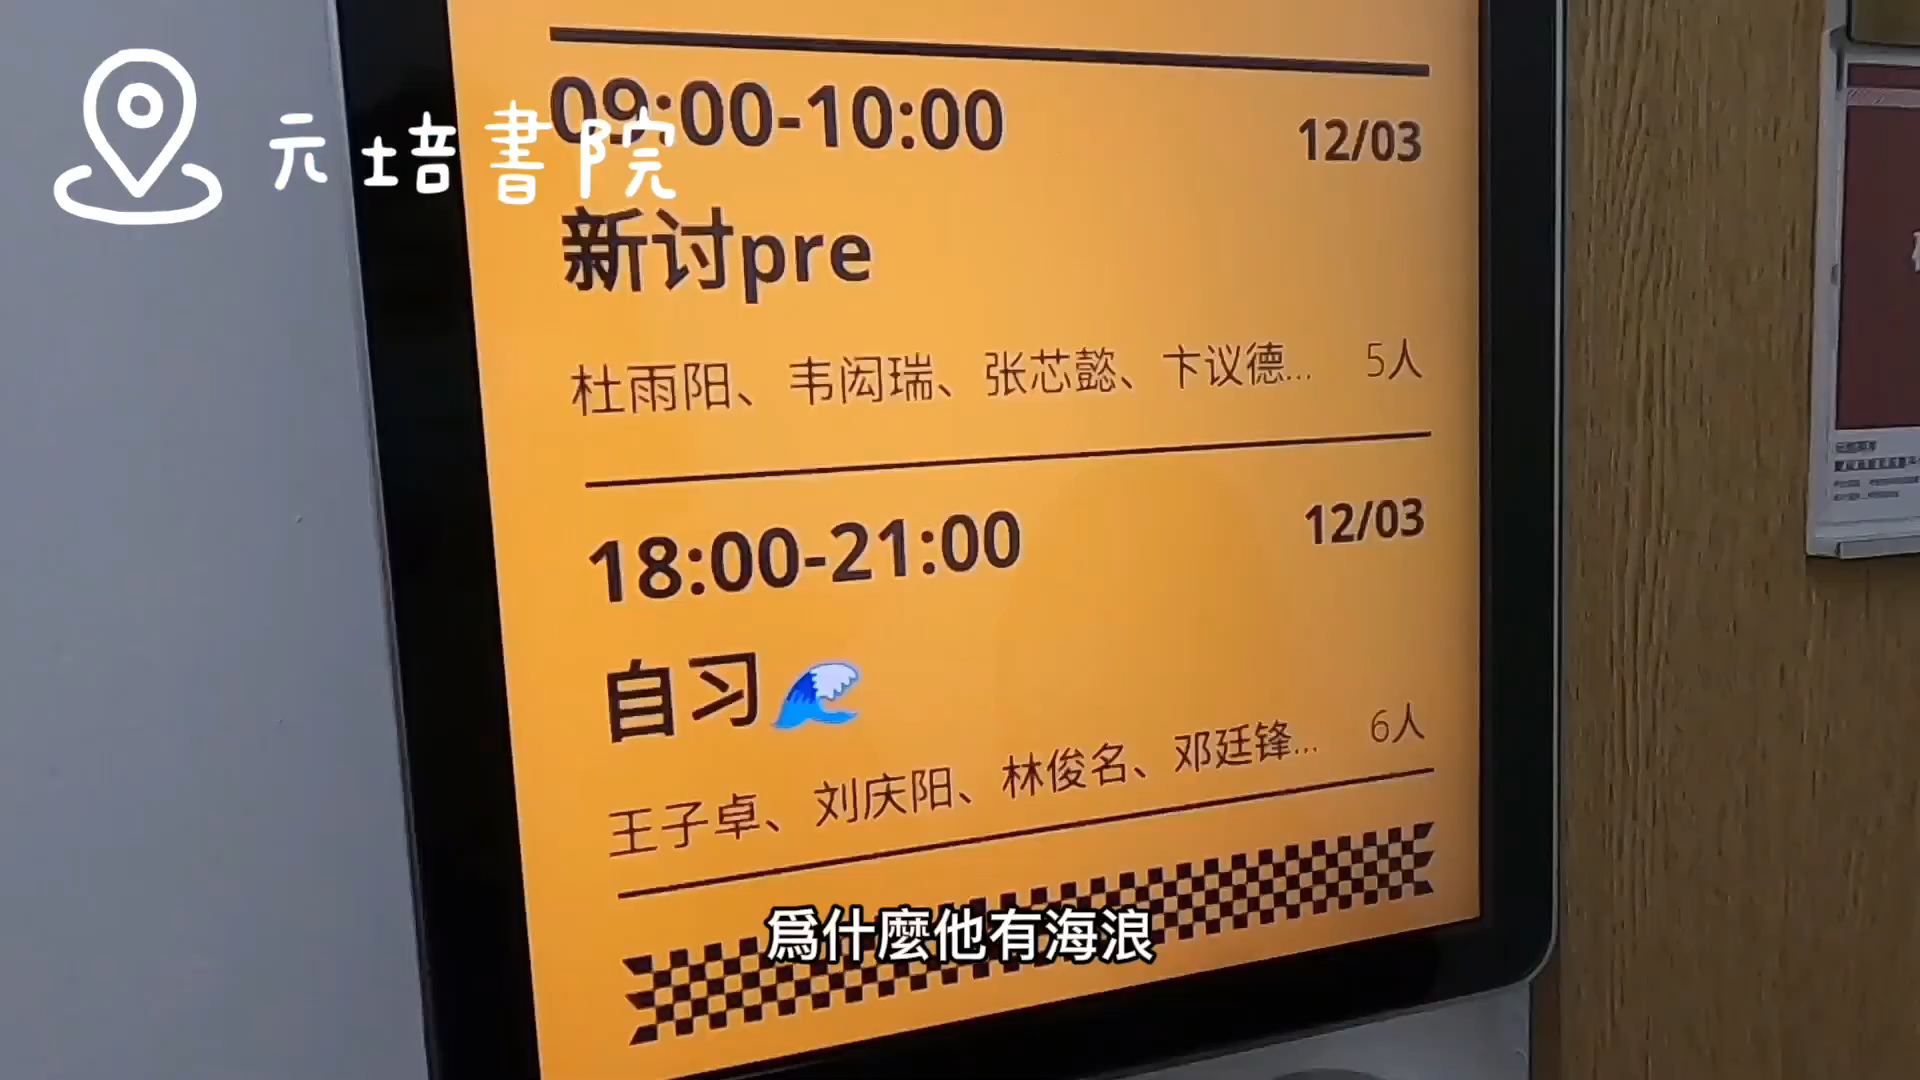 元培書院
09:00-10:00
12/03
新讨pre
杜雨阳、韦闳瑞、张芯懿、卞议德... 5人
18:00-21:00
12/03
自习🌊
王子卓、刘庆阳、林俊名、邓廷锋... 6人
爲什麼他有海浪